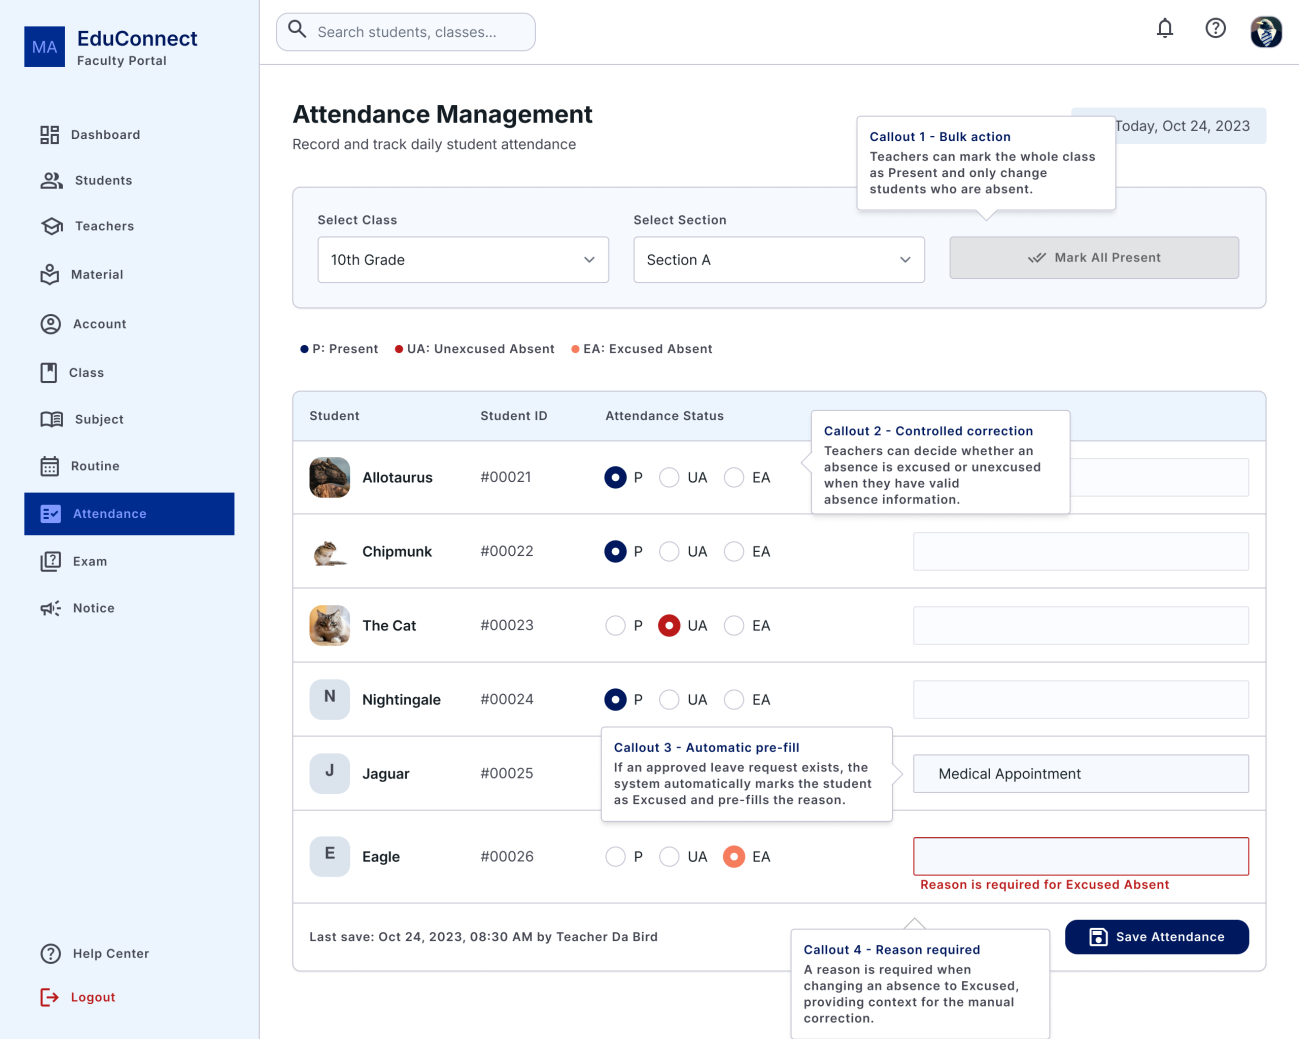 MA
EduConnect
Faculty Portal
Search students, classes...
Dashboard
Students
Teachers
Material
Account
Class
Subject
Routine
Attendance
Exam
Notice
Help Center
Logout
Attendance Management
Record and track daily student attendance
Today, Oct 24, 2023
Callout 1 - Bulk action
Teachers can mark the whole class
as Present and only change
students who are absent.
Select Class
Select Section
10th Grade
Section A
Mark All Present
P: Present
UA: Unexcused Absent
EA: Excused Absent
Student
Student ID
Attendance Status
Callout 2 - Controlled correction
Teachers can decide whether an
absence is excused or unexcused
when they have valid
absence information.
Allotaurus #00021 P UA EA
Chipmunk #00022 P UA EA
The Cat #00023 P UA EA
N Nightingale #00024 P UA EA
J Jaguar #00025
Callout 3 - Automatic pre-fill
If an approved leave request exists, the
system automatically marks the student
as Excused and pre-fills the reason.
Medical Appointment
E Eagle #00026 P UA EA
Reason is required for Excused Absent
Last save: Oct 24, 2023, 08:30 AM by Teacher Da Bird
Save Attendance
Callout 4 - Reason required
A reason is required when
changing an absence to Excused,
providing context for the manual
correction.